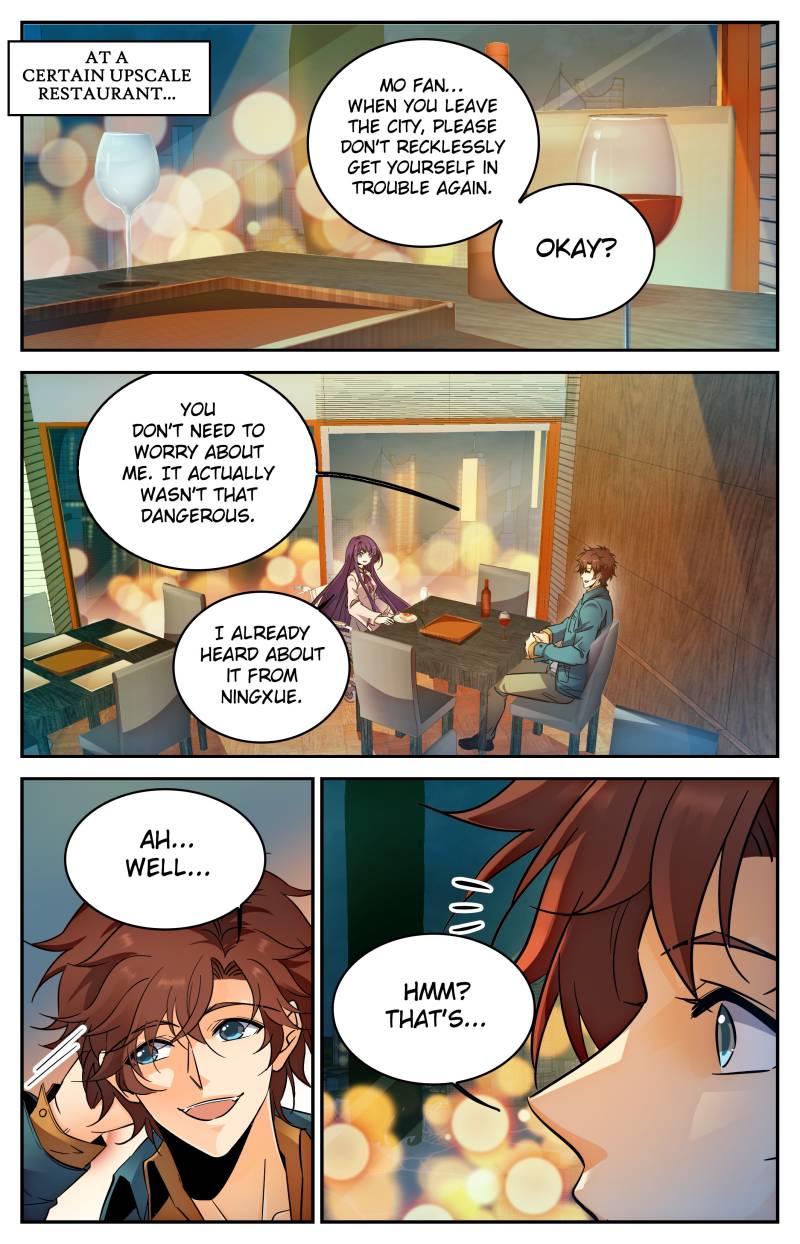 AT A
CERTAIN UPSCALE
RESTAURANT...
MO FAN...
WHEN YOU LEAVE
THE CITY, PLEASE
DON'T RECKLESSLY
GET YOURSELF IN
TROUBLE AGAIN.
OKAY?
YOU
DON'T NEED TO
WORRY ABOUT
ME. IT ACTUALLY
WASN'T THAT
DANGEROUS.
I ALREADY
HEARD ABOUT
IT FROM
NINGXUE.
AH...
WELL...
HMM?
THAT'S...